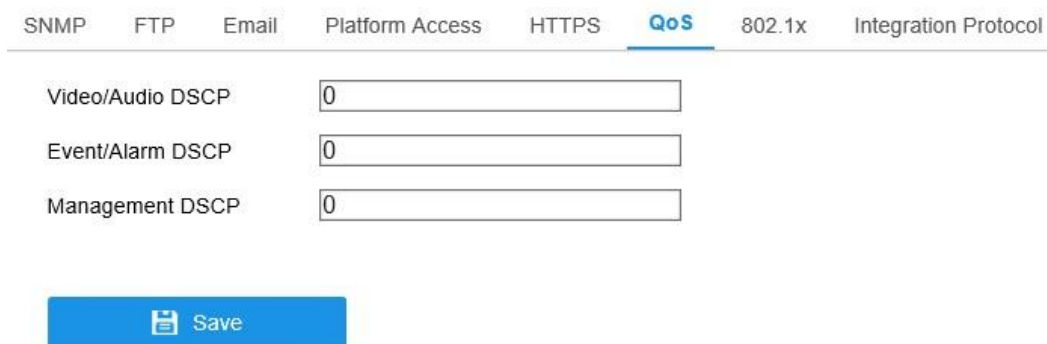 SNMP FTP Email Platform Access HTTPS QoS 802.1x Integration Protocol
Video/Audio DSCP 0
Event/Alarm DSCP 0
Management DSCP 0
Save